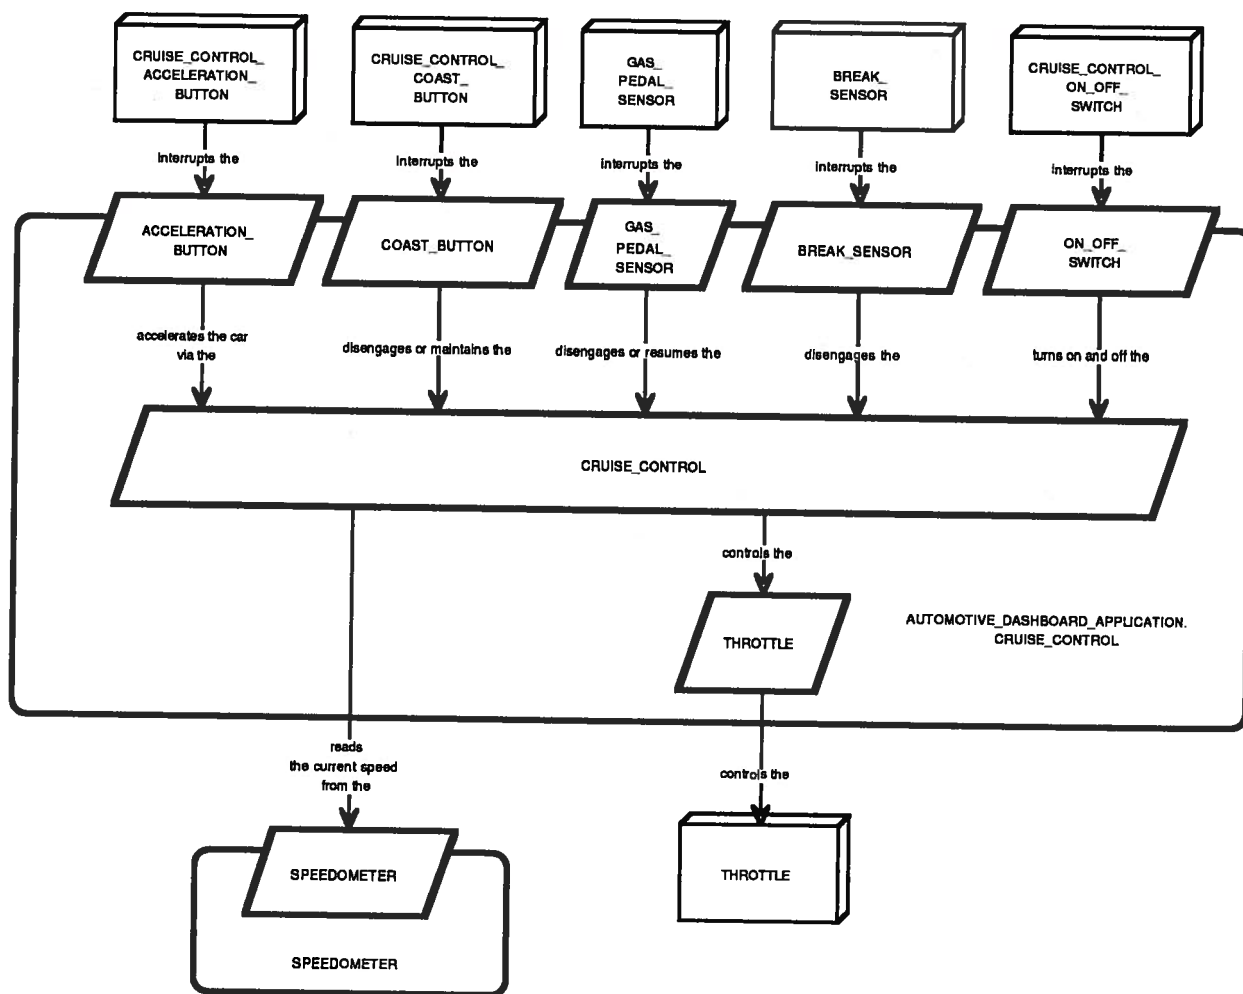 CRUISE_CONTROL_
ACCELERATION_
BUTTON
CRUISE_CONTROL_
COAST_
BUTTON
GAS_
PEDAL_
SENSOR
BREAK_
SENSOR
CRUISE_CONTROL_
ON_OFF_
SWITCH
interrupts the
interrupts the
interrupts the
interrupts the
interrupts the
ACCELERATION_
BUTTON
COAST_BUTTON
GAS_
PEDAL_
SENSOR
BREAK_SENSOR
ON_OFF_
SWITCH
accelerates the car
via the
disengages or maintains the
disengages or resumes the
disengages the
turns on and off the
CRUISE_CONTROL
controls the
THROTTLE
AUTOMOTIVE_DASHBOARD_APPLICATION.
CRUISE_CONTROL
reads
the current speed
from the
controls the
SPEEDOMETER
THROTTLE
SPEEDOMETER